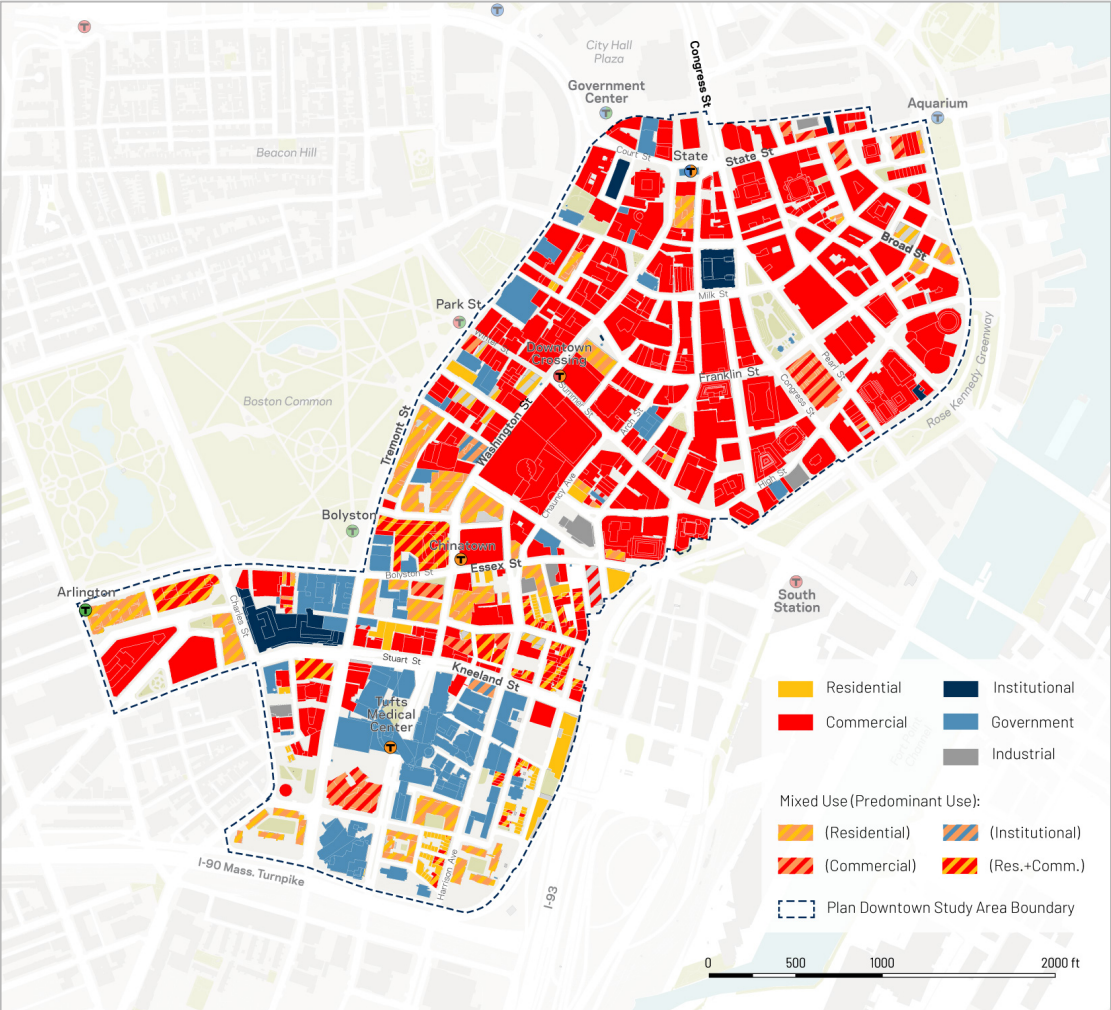 City Hall
Plaza
Congress St
Government
Center
Aquarium
Beacon Hill
Court St
State
State St
Broad St
Milk St
Park St
Winter St
Downtown
Crossing
Franklin St
Pearl St
Congress St
Summer St
Rose Kennedy Greenway
Boston Common
Tremont St
Washington St
Arch St
Chauncy Ave
High St
Bolyston
Chinatown
Essex St
Bolyston St
Arlington
Charles St
South
Station
Stuart St
Kneeland St
Tufts
Medical
Center
Harrison Ave
I-90 Mass. Turnpike
I-93
Residential
Institutional
Commercial
Government
Industrial
Mixed Use (Predominant Use):
(Residential)
(Institutional)
(Commercial)
(Res.+Comm.)
Plan Downtown Study Area Boundary
0 500 1000 2000 ft
T
T
T
T
T
T
T
T
T
T
T
T